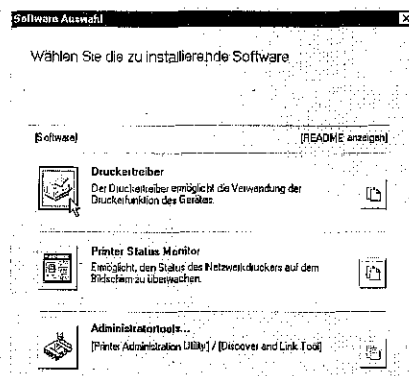 Software Auswahl
Wählen Sie die zu installierende Software
[Software] [README anzeigen]
Druckertreiber
Der Druckertreiber ermöglicht die Verwendung der
Druckerfunktion des Gerätes.
Printer Status Monitor
Ermöglicht, den Status des Netzwerkdruckers auf dem
Bildschirm zu überwachen.
Administratortools...
[Printer Administration Utility] / [Discover and Link Tool]